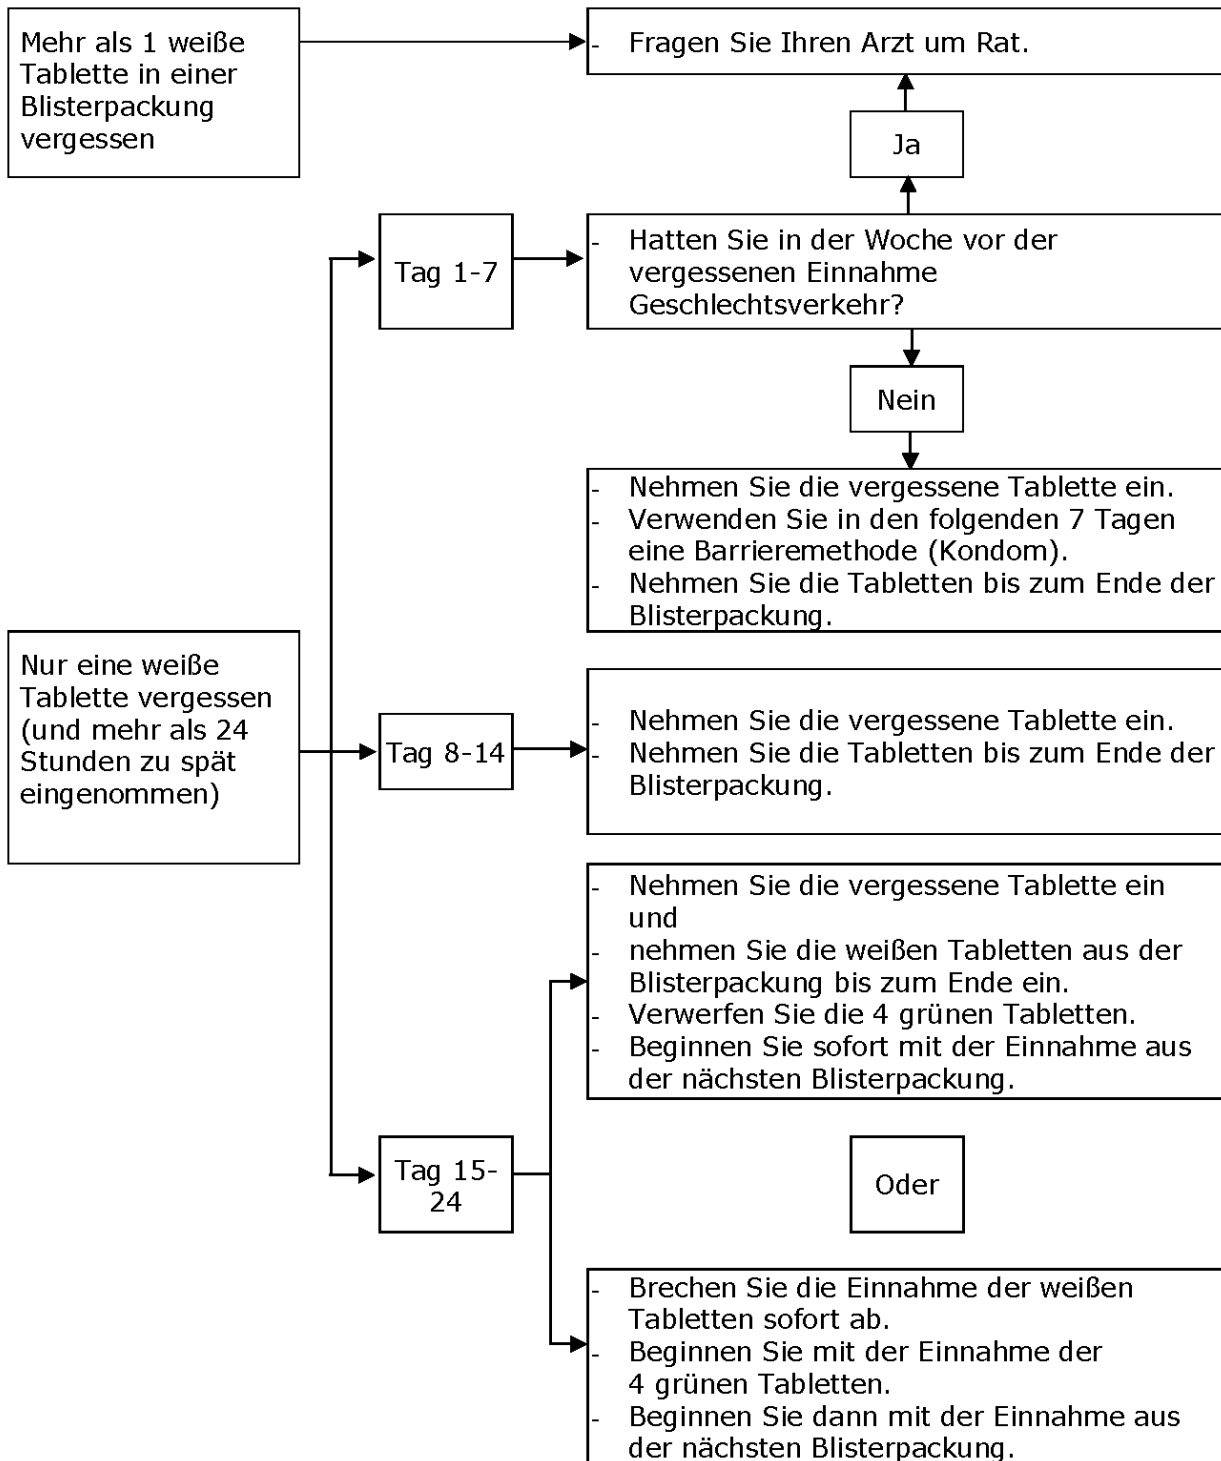 Mehr als 1 weiße
Tablette in einer
Blisterpackung
vergessen
- Fragen Sie Ihren Arzt um Rat.
Ja
Tag 1-7
- Hatten Sie in der Woche vor der
vergessenen Einnahme
Geschlechtsverkehr?
Nein
- Nehmen Sie die vergessene Tablette ein.
- Verwenden Sie in den folgenden 7 Tagen
eine Barrieremethode (Kondom).
- Nehmen Sie die Tabletten bis zum Ende der
Blisterpackung.
Nur eine weiße
Tablette vergessen
(und mehr als 24
Stunden zu spät
eingenommen)
Tag 8-14
- Nehmen Sie die vergessene Tablette ein.
- Nehmen Sie die Tabletten bis zum Ende der
Blisterpackung.
- Nehmen Sie die vergessene Tablette ein
und
- nehmen Sie die weißen Tabletten aus der
Blisterpackung bis zum Ende ein.
- Verwerfen Sie die 4 grünen Tabletten.
- Beginnen Sie sofort mit der Einnahme aus
der nächsten Blisterpackung.
Tag 15-
24
Oder
- Brechen Sie die Einnahme der weißen
Tabletten sofort ab.
- Beginnen Sie mit der Einnahme der
4 grünen Tabletten.
- Beginnen Sie dann mit der Einnahme aus
der nächsten Blisterpackung.